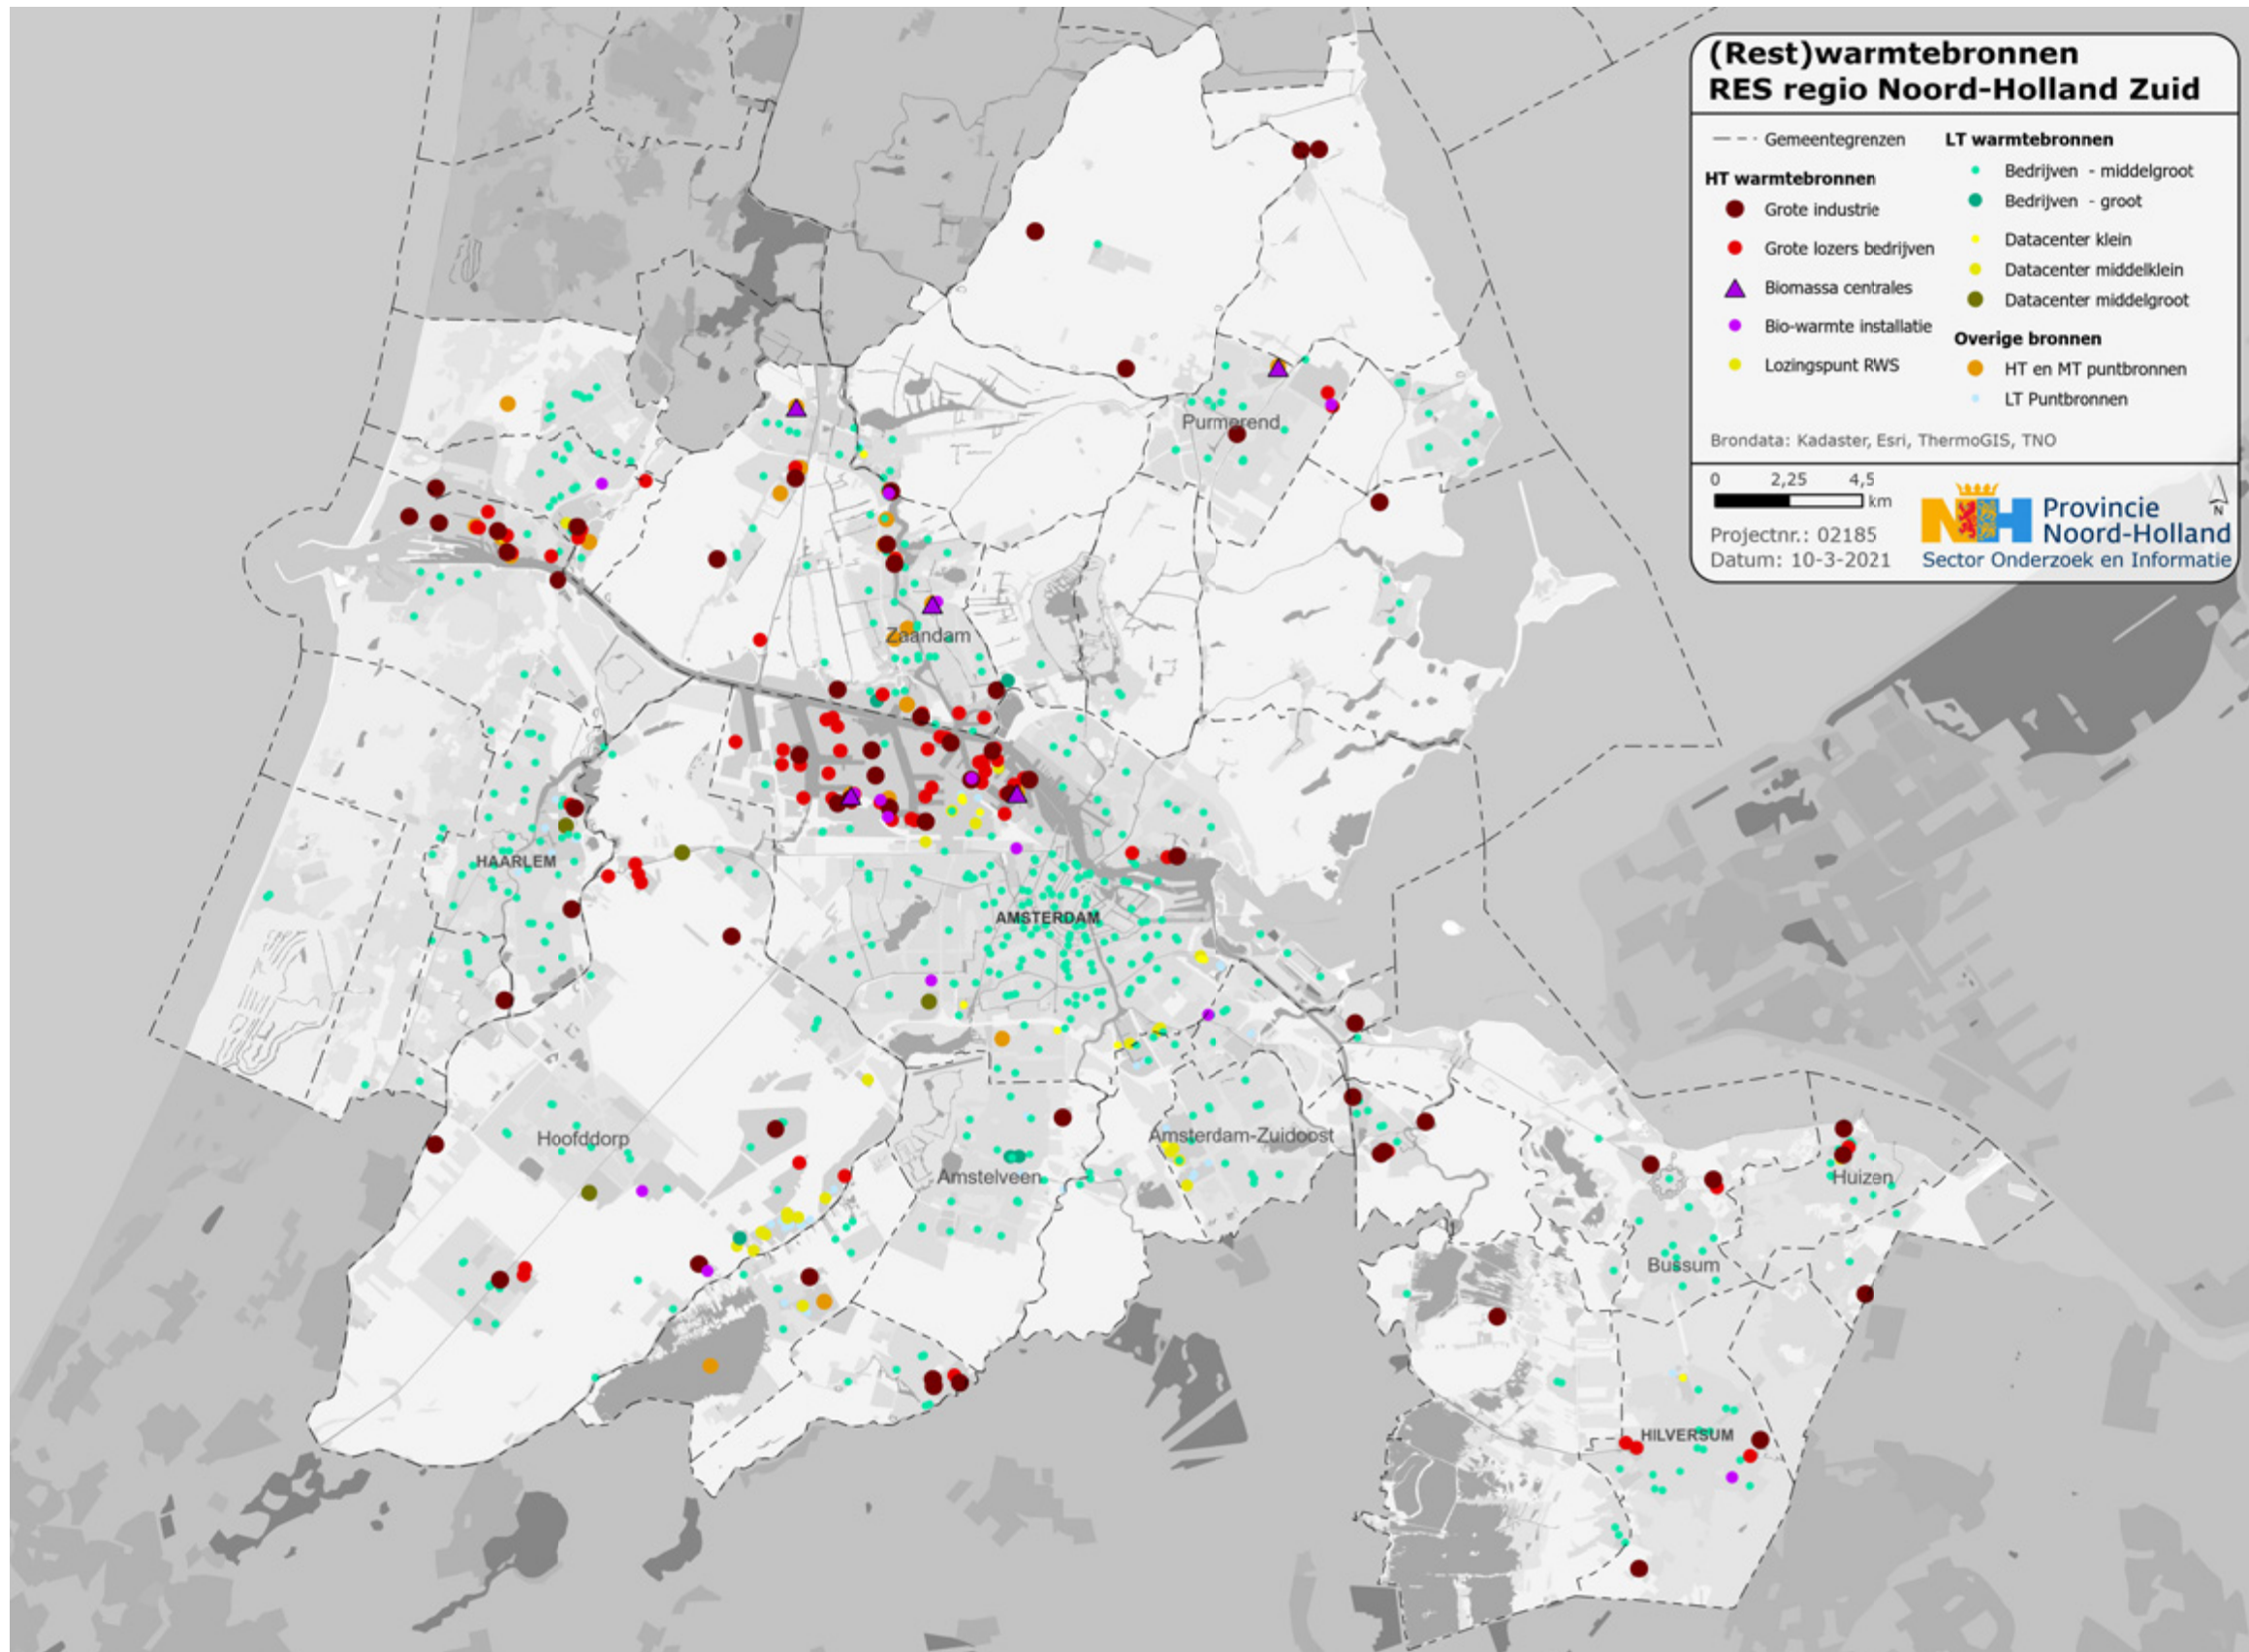 (Rest)warmtebronnen
RES regio Noord-Holland Zuid
Gemeentegrenzen
HT warmtebronnen
Grote industrie
Grote lozers bedrijven
Biomassa centrales
Bio-warmte installatie
Lozingspunt RWS
LT warmtebronnen
Bedrijven - middelgroot
Bedrijven - groot
Datacenter klein
Datacenter middelklein
Datacenter middelgroot
Overige bronnen
HT en MT puntbronnen
LT Puntbronnen
Brondata: Kadaster, Esri, ThermoGIS, TNO
0 2,25 4,5
km
Projectnr.: 02185
Datum: 10-3-2021
NH
Provincie
Noord-Holland
Sector Onderzoek en Informatie
N
Purmerend
Zaandam
HAARLEM
AMSTERDAM
Hoofddorp
Amsterdam-Zuidoost
Amstelveen
Huizen
Bussum
HILVERSUM